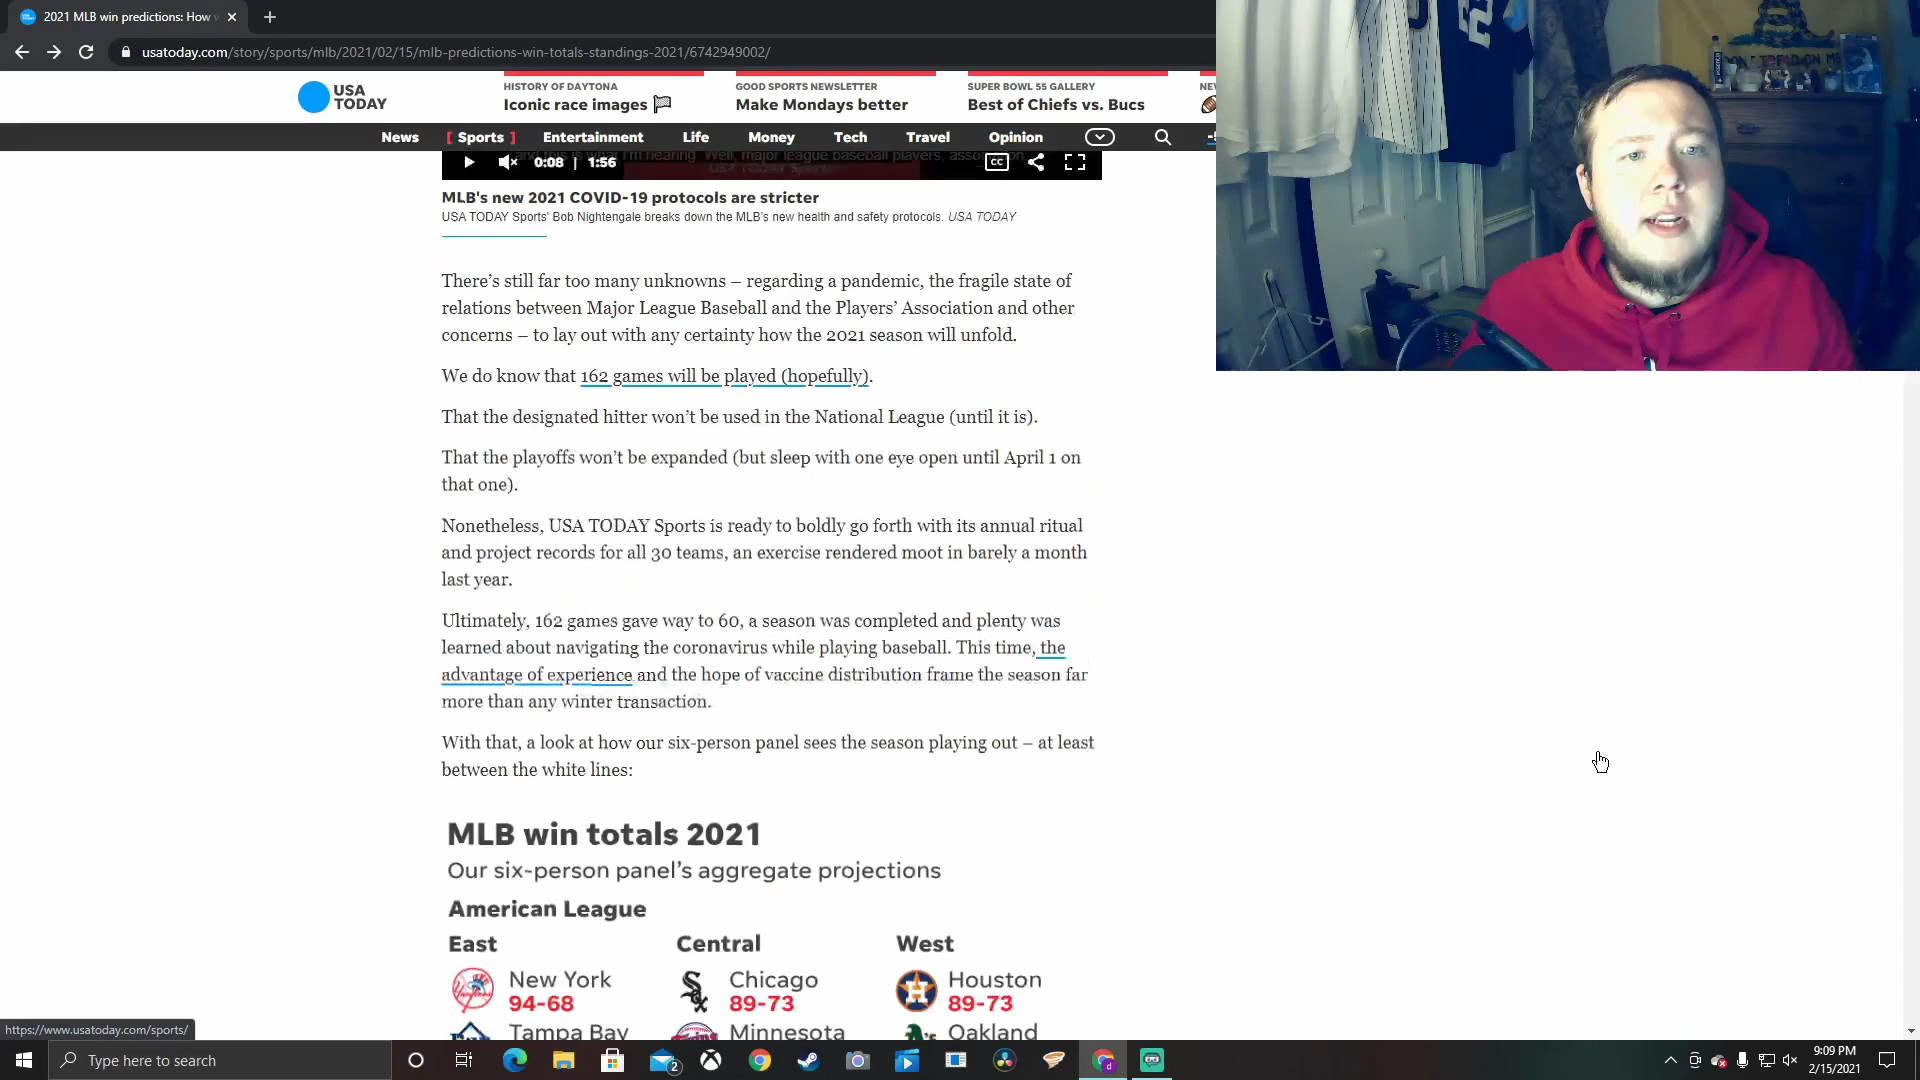 2021 MLB win predictions: How w
usatoday.com/story/sports/mlb/2021/02/15/mlb-predictions-win-totals-standings-2021/6742949002/
USA TODAY
HISTORY OF DAYTONA
Iconic race images
GOOD SPORTS NEWSLETTER
Make Mondays better
SUPER BOWL 55 GALLERY
Best of Chiefs vs. Bucs
News [ Sports ] Entertainment Life Money Tech Travel Opinion
0:08 | 1:56 CC
MLB's new 2021 COVID-19 protocols are stricter
USA TODAY Sports' Bob Nightengale breaks down the MLB's new health and safety protocols. USA TODAY
There's still far too many unknowns – regarding a pandemic, the fragile state of
relations between Major League Baseball and the Players' Association and other
concerns – to lay out with any certainty how the 2021 season will unfold.
We do know that 162 games will be played (hopefully).
That the designated hitter won't be used in the National League (until it is).
That the playoffs won't be expanded (but sleep with one eye open until April 1 on
that one).
Nonetheless, USA TODAY Sports is ready to boldly go forth with its annual ritual
and project records for all 30 teams, an exercise rendered moot in barely a month
last year.
Ultimately, 162 games gave way to 60, a season was completed and plenty was
learned about navigating the coronavirus while playing baseball. This time, the
advantage of experience and the hope of vaccine distribution frame the season far
more than any winter transaction.
With that, a look at how our six-person panel sees the season playing out – at least
between the white lines:
MLB win totals 2021
Our six-person panel's aggregate projections
American League
East Central West
New York Chicago Houston
94-68 89-73 89-73
Tampa Bay Minnesota Oakland
https://www.usatoday.com/sports/
Type here to search
2
9:09 PM
2/15/2021